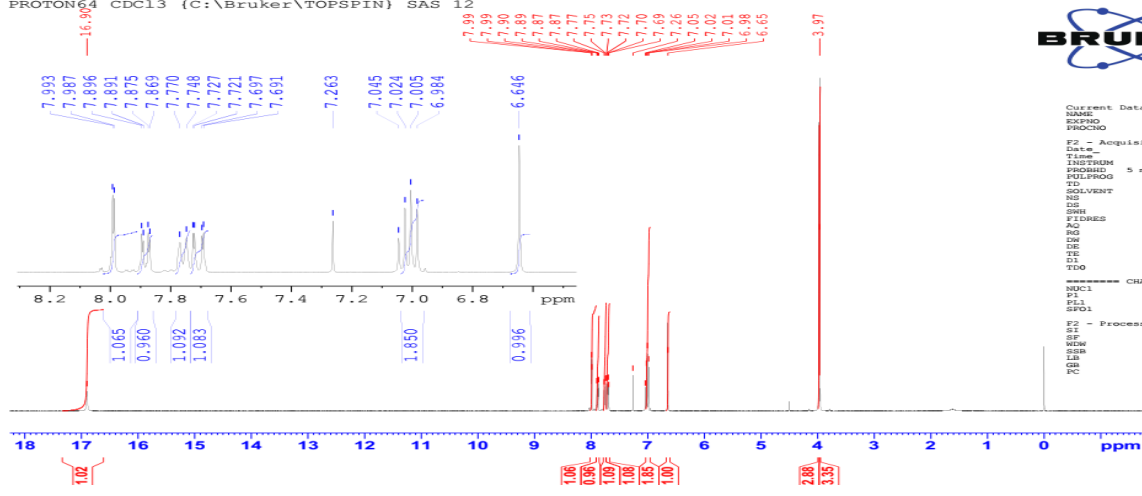 PROTON64 CDCl3 {C:\Bruker\TOPSPIN} SAS 12
16.90
7.99
7.99
7.90
7.89
7.87
7.87
7.77
7.75
7.73
7.72
7.70
7.69
7.26
7.05
7.02
7.01
6.98
6.65
3.97
7.993
7.987
7.896
7.891
7.875
7.869
7.770
7.748
7.727
7.721
7.697
7.691
7.263
7.045
7.024
7.005
6.984
6.646
8.2 8.0 7.8 7.6 7.4 7.2 7.0 6.8 ppm
1.065
0.960
1.092
1.083
1.850
0.996
Current Data
NAME
EXPNO
PROCNO
F2 - Acquis
Date_
Time
INSTRUM
PROBHD 5
PULPROG
TD
SOLVENT
NS
DS
SWH
FIDRES
AQ
RG
DW
DE
TE
D1
TD0
======== CHA
NUC1
P1
PL1
SFO1
F2 - Process
SI
SF
WDW
SSB
LB
GB
PC
18 17 16 15 14 13 12 11 10 9 8 7 6 5 4 3 2 1 0 ppm
1.02
1.06
0.96
1.09
1.08
1.85
1.00
2.88
3.35